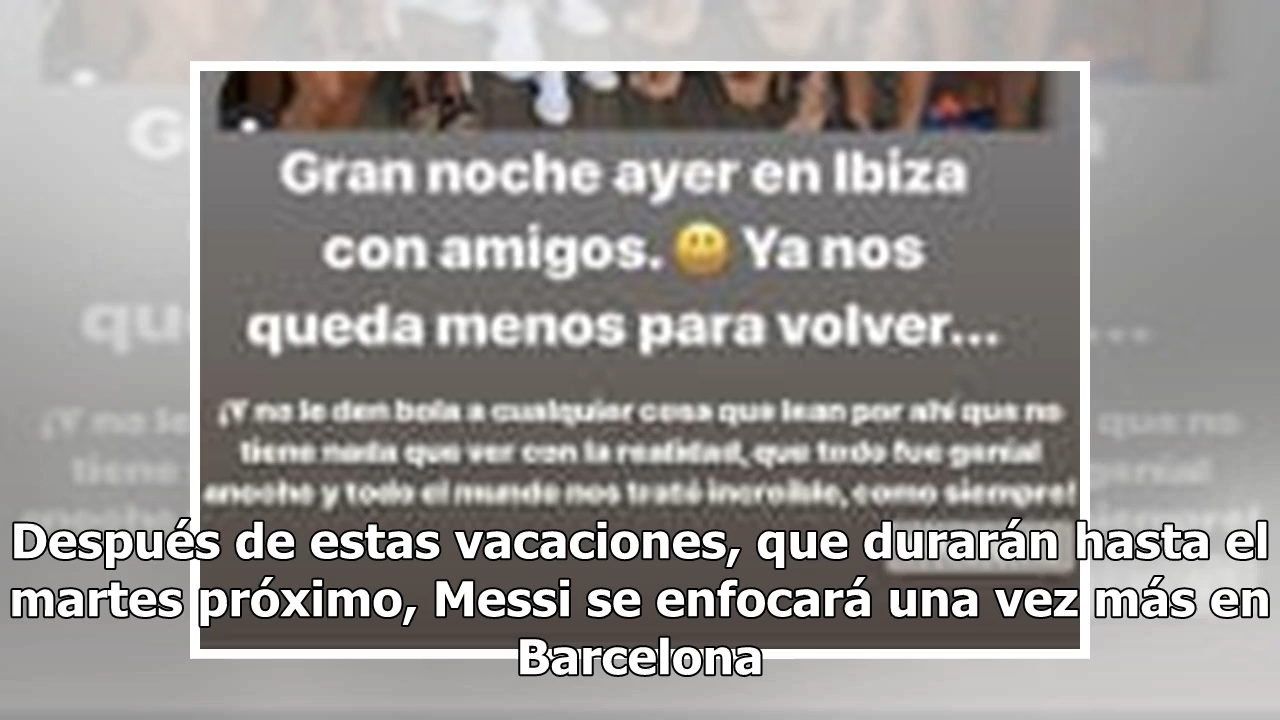 Gran noche ayer en Ibiza
con amigos. 😃 Ya nos
queda menos para volver...
¡Y no le den bola a cualquier cosa que lean por ahí que no
tiene nada que ver con la realidad, que todo fue genial
anoche y todo el mundo nos trató increíble, como siempre!
Después de estas vacaciones, que durarán hasta el
martes próximo, Messi se enfocará una vez más en
Barcelona